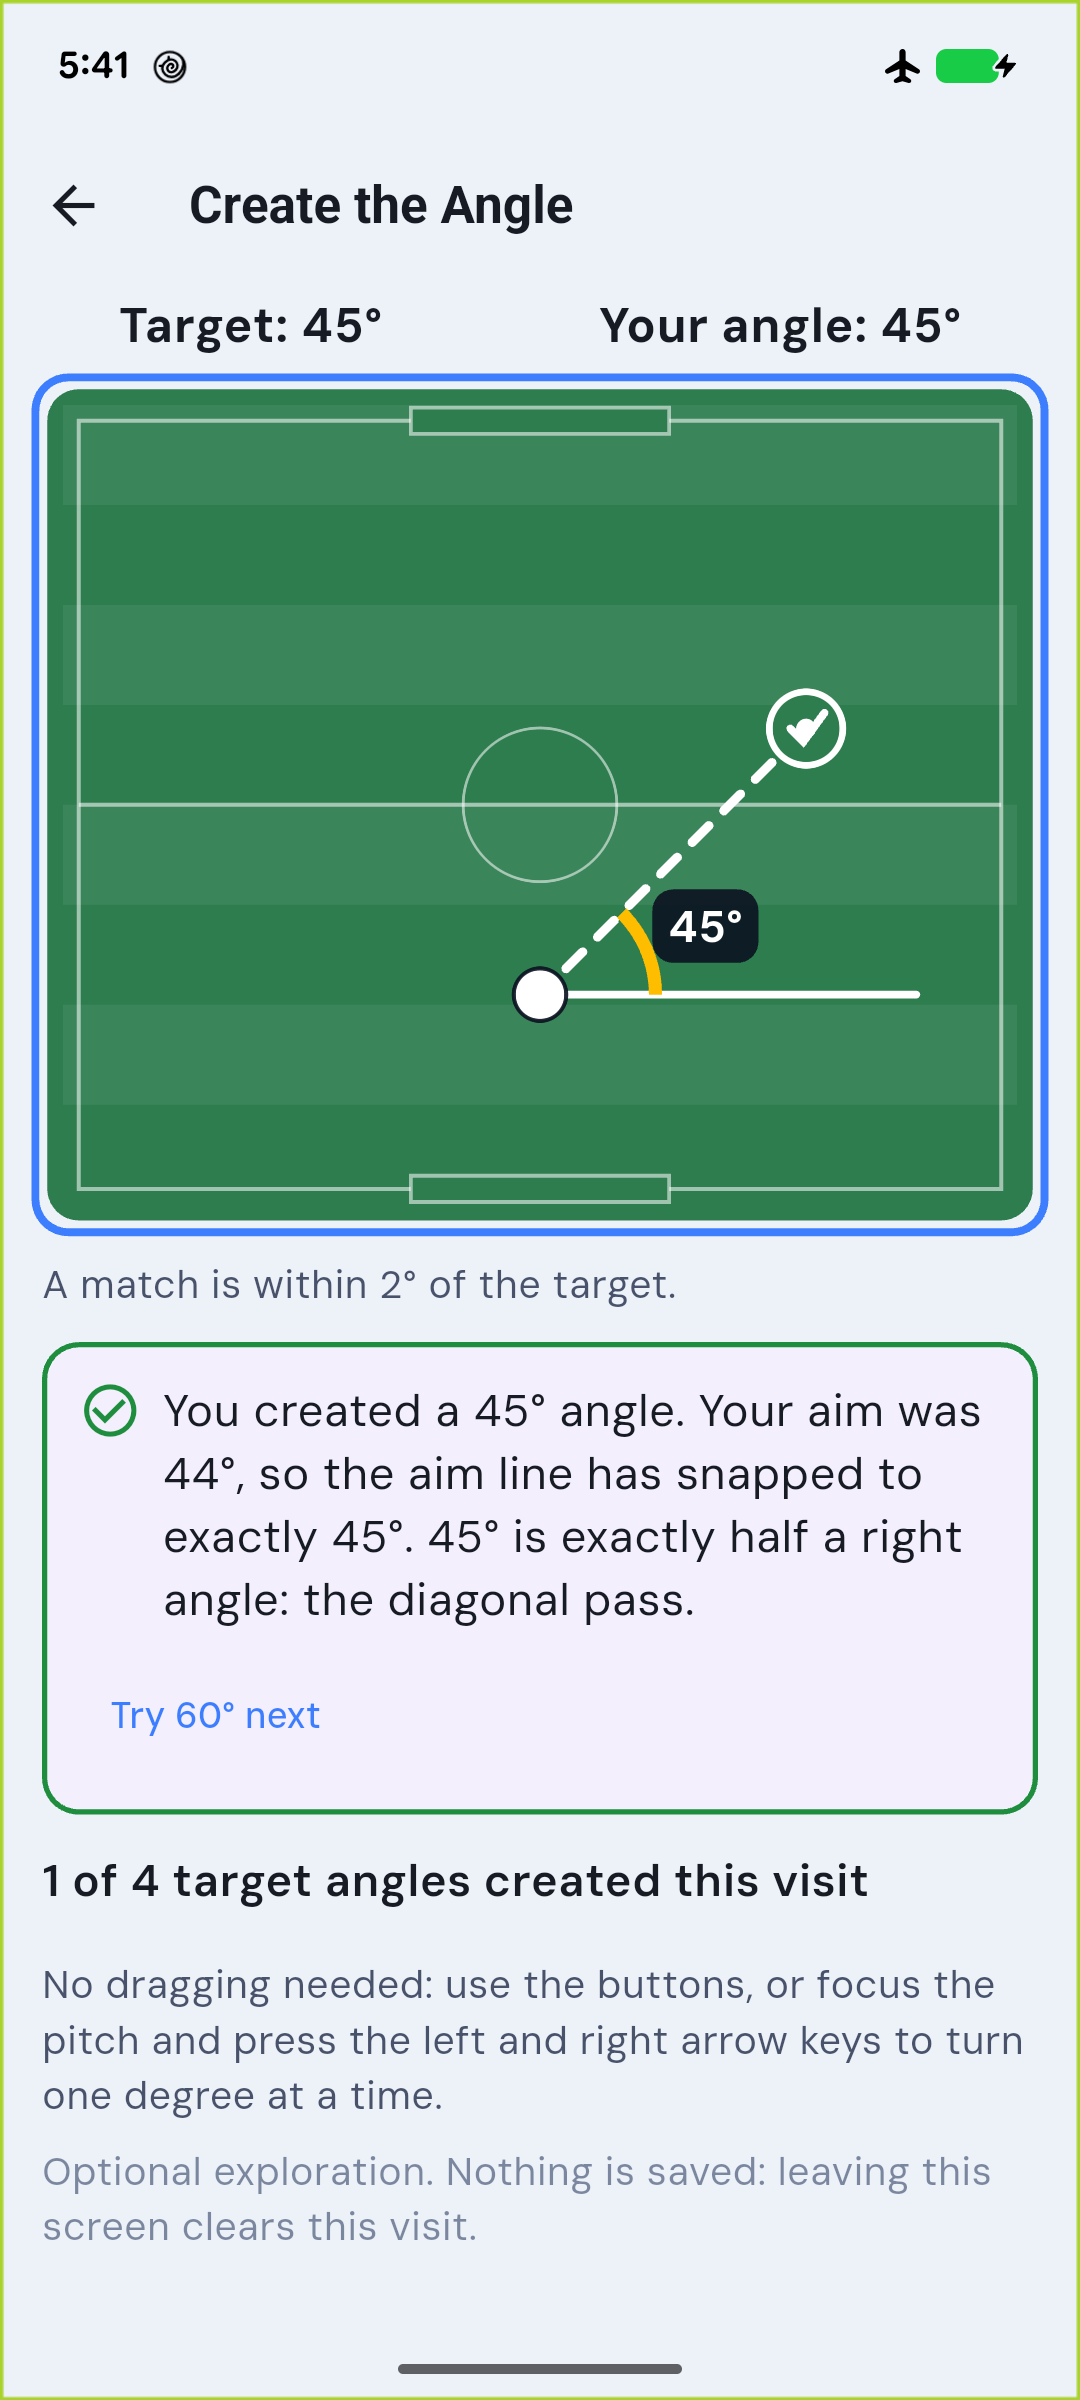 5:41
Create the Angle
Target: 45°
Your angle: 45°
45°
A match is within 2° of the target.
You created a 45° angle. Your aim was
44°, so the aim line has snapped to
exactly 45°. 45° is exactly half a right
angle: the diagonal pass.
Try 60° next
1 of 4 target angles created this visit
No dragging needed: use the buttons, or focus the
pitch and press the left and right arrow keys to turn
one degree at a time.
Optional exploration. Nothing is saved: leaving this
screen clears this visit.